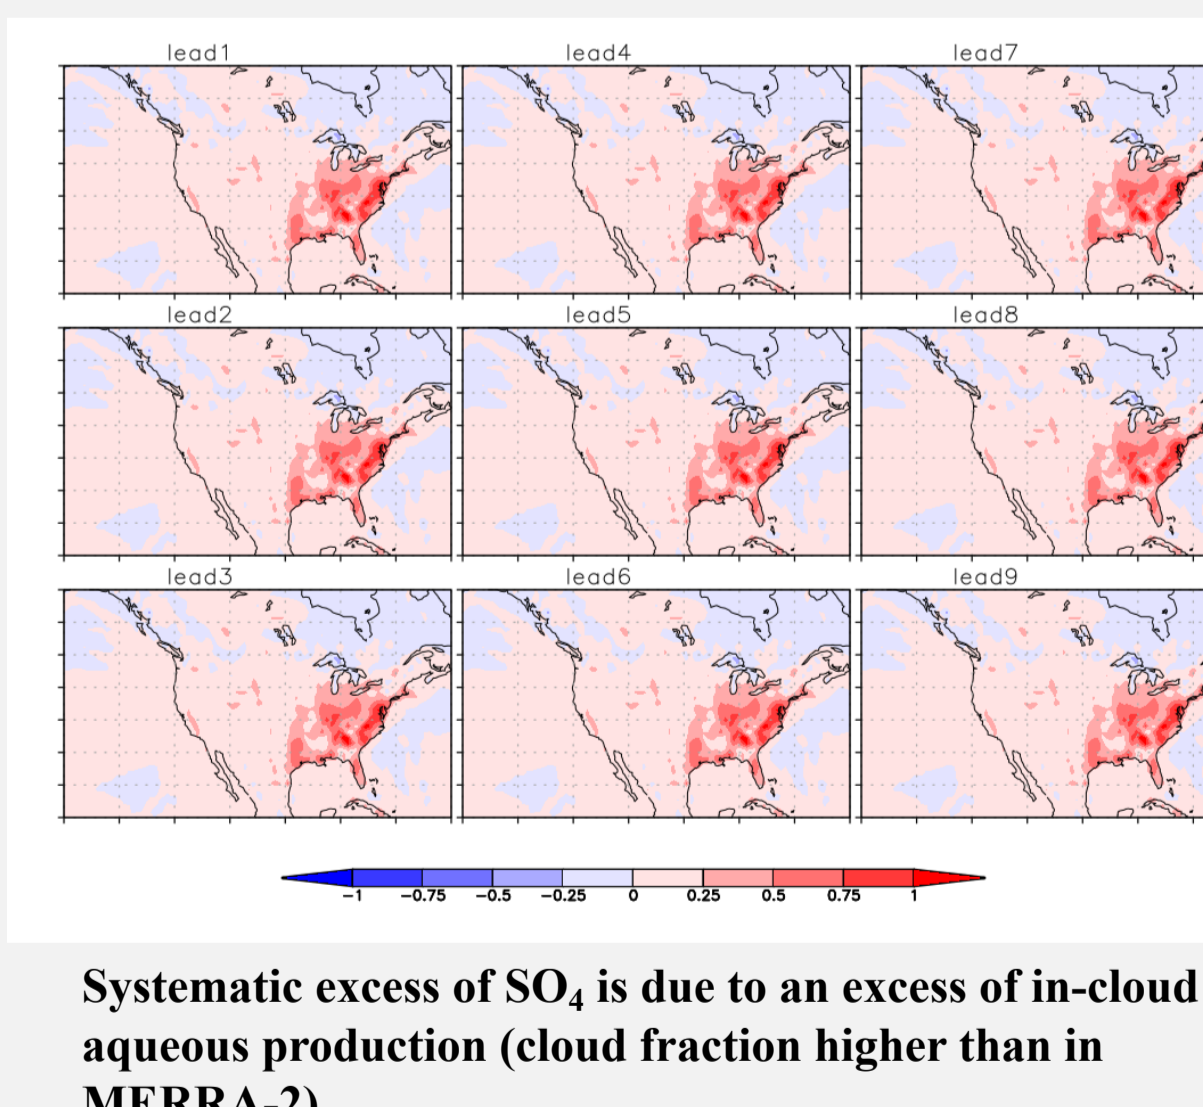 lead1 lead4 lead7
lead2 lead5 lead8
lead3 lead6 lead9
−1 −0.75 −0.5 −0.25 0 0.25 0.5 0.75 1
Systematic excess of SO₄ is due to an excess of in-cloud
aqueous production (cloud fraction higher than in
MERRA-2)